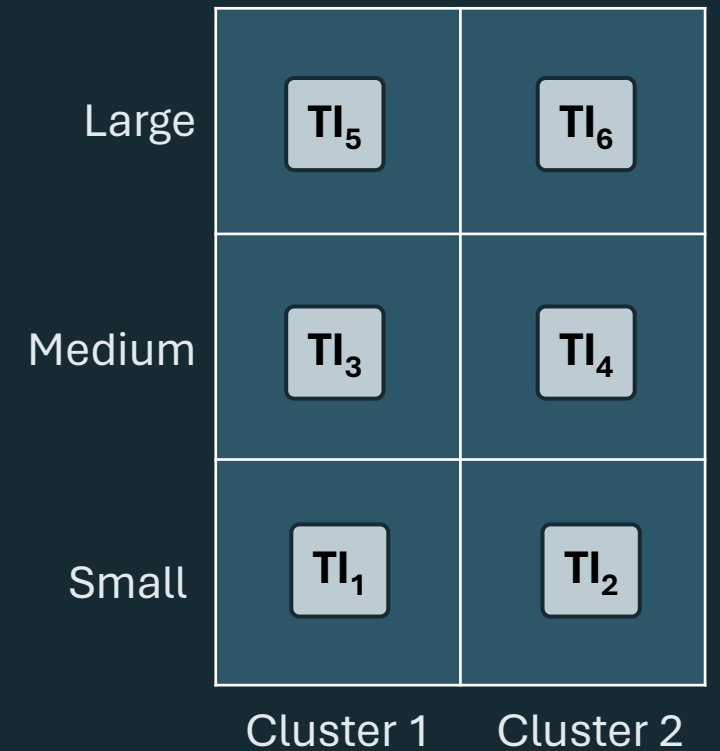 Large TI₅ TI₆
Medium TI₃ TI₄
Small TI₁ TI₂
Cluster 1 Cluster 2